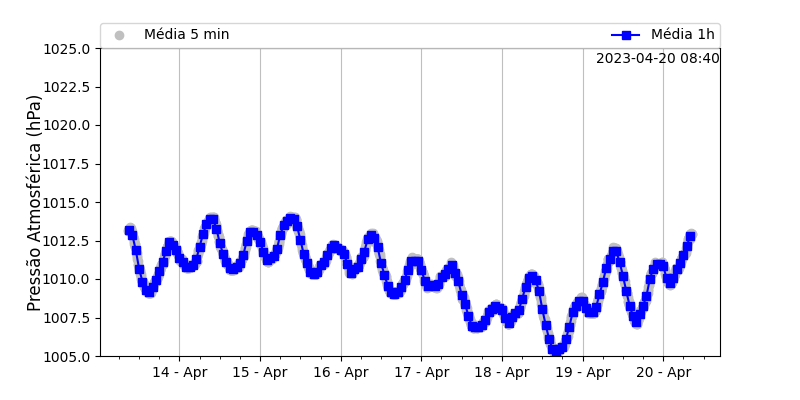 Média 5 min
Média 1h
2023-04-20 08:40
Pressão Atmosférica (hPa)
1025.0
1022.5
1020.0
1017.5
1015.0
1012.5
1010.0
1007.5
1005.0
14 - Apr
15 - Apr
16 - Apr
17 - Apr
18 - Apr
19 - Apr
20 - Apr